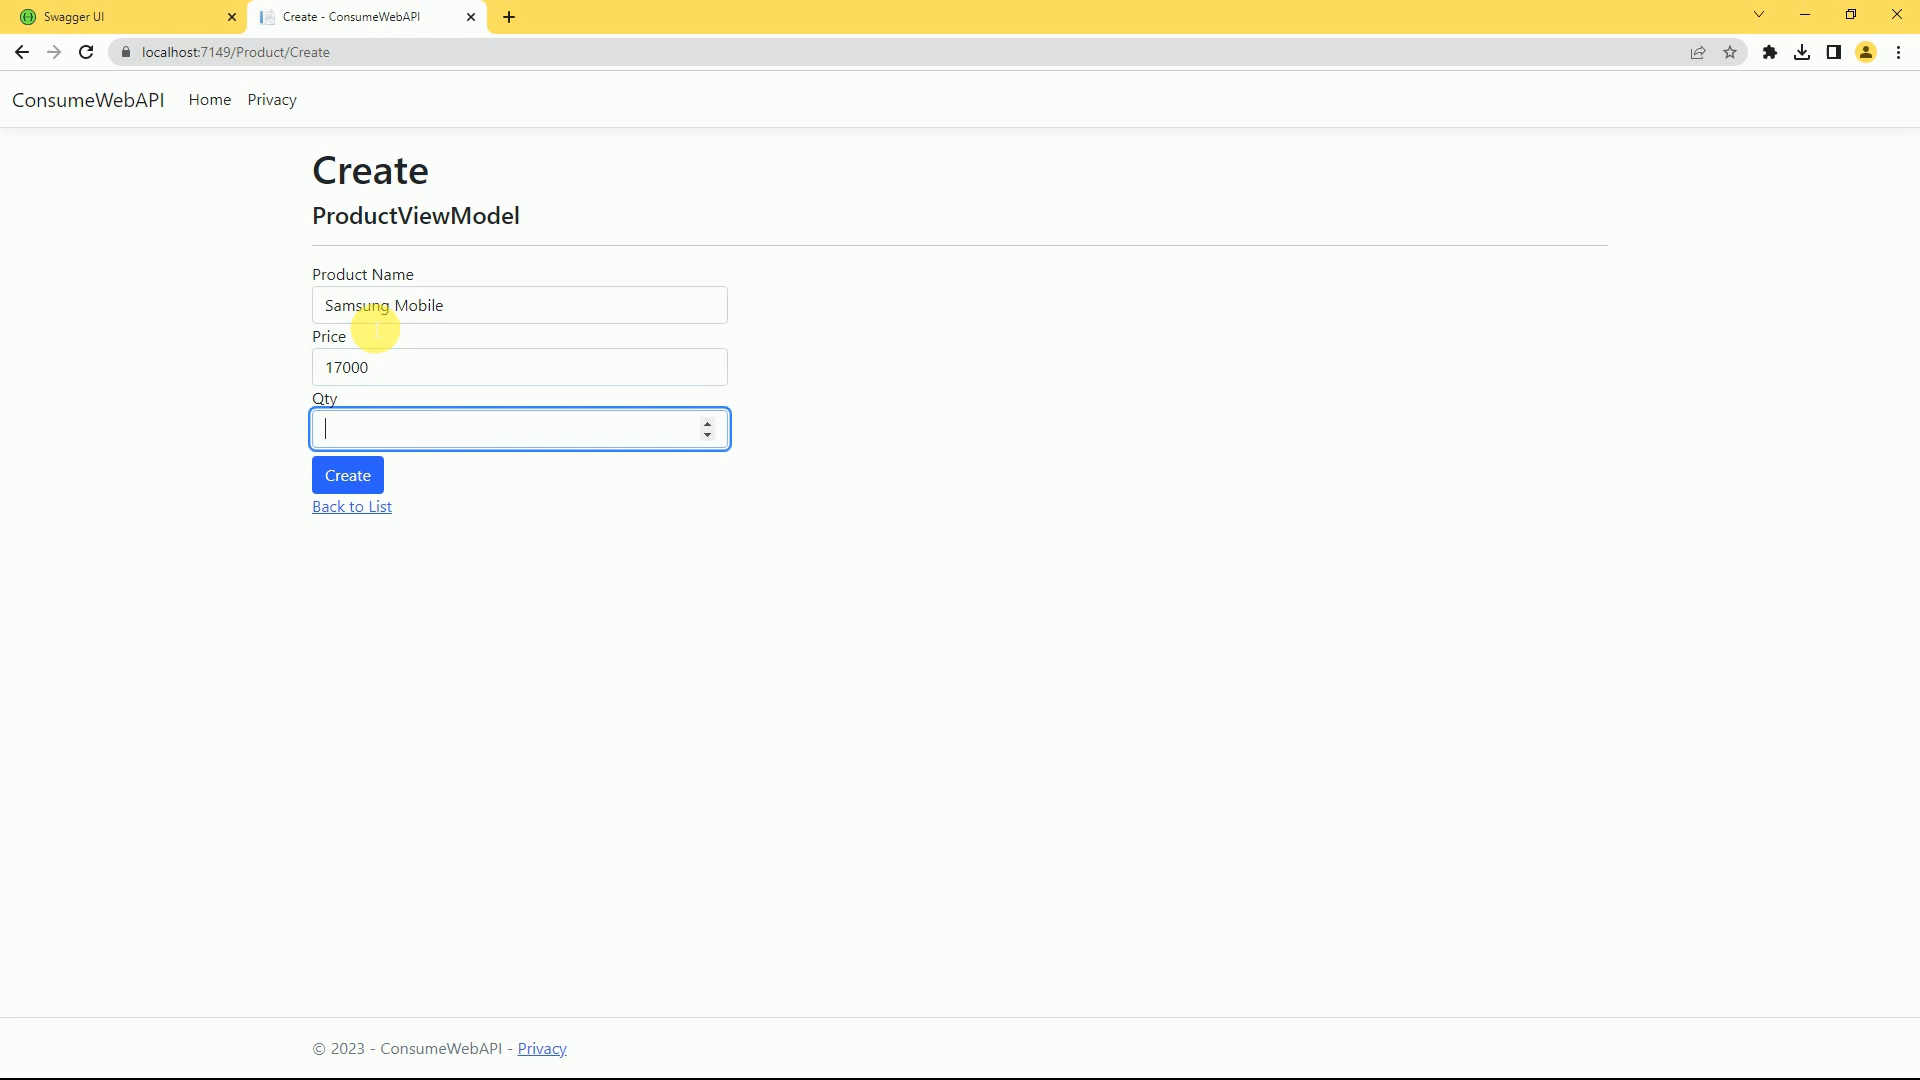 Swagger UI
Create - ConsumeWebAPI
localhost:7149/Product/Create
ConsumeWebAPI Home Privacy
Create
ProductViewModel
Product Name
Samsung Mobile
Price
17000
Qty
Create
Back to List
© 2023 - ConsumeWebAPI - Privacy